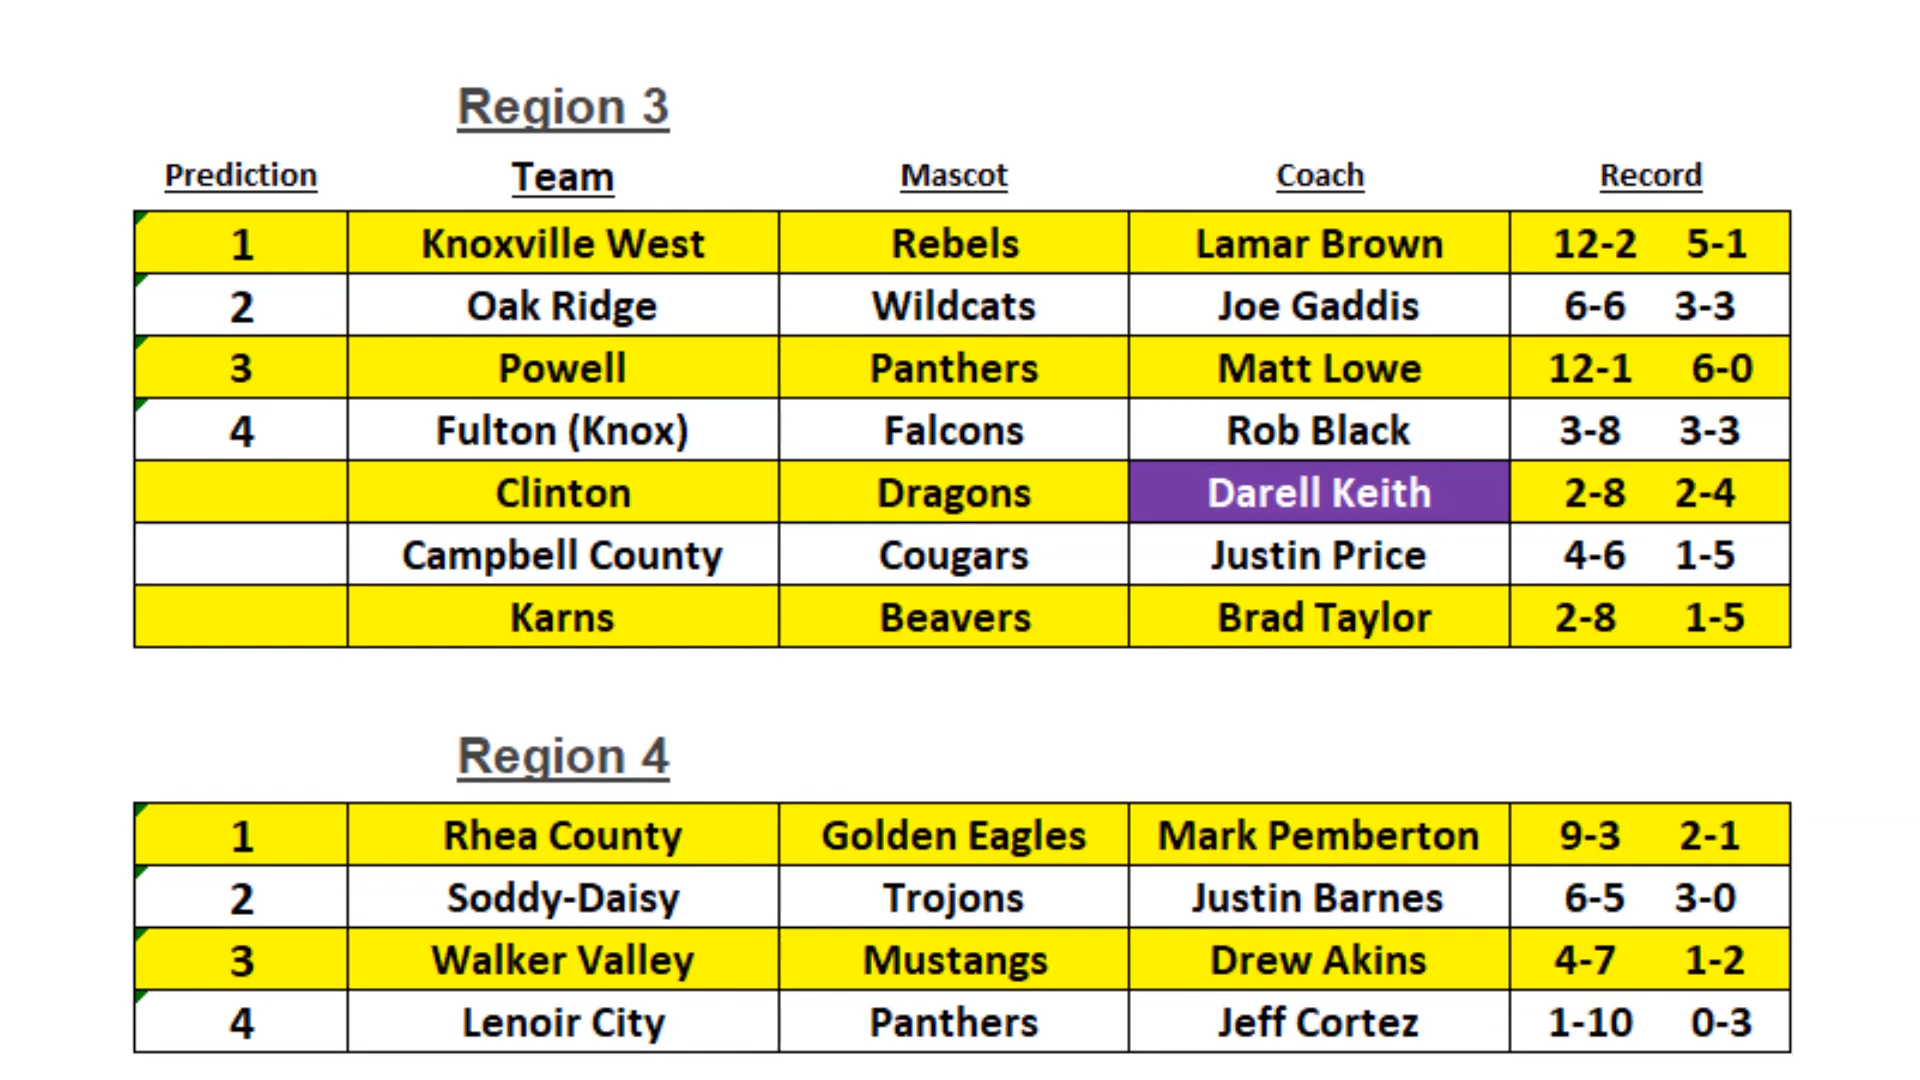 Region 3
Prediction Team Mascot Coach Record
1 Knoxville West Rebels Lamar Brown 12-2 5-1
2 Oak Ridge Wildcats Joe Gaddis 6-6 3-3
3 Powell Panthers Matt Lowe 12-1 6-0
4 Fulton (Knox) Falcons Rob Black 3-8 3-3
Clinton Dragons Darell Keith 2-8 2-4
Campbell County Cougars Justin Price 4-6 1-5
Karns Beavers Brad Taylor 2-8 1-5
Region 4
1 Rhea County Golden Eagles Mark Pemberton 9-3 2-1
2 Soddy-Daisy Trojons Justin Barnes 6-5 3-0
3 Walker Valley Mustangs Drew Akins 4-7 1-2
4 Lenoir City Panthers Jeff Cortez 1-10 0-3